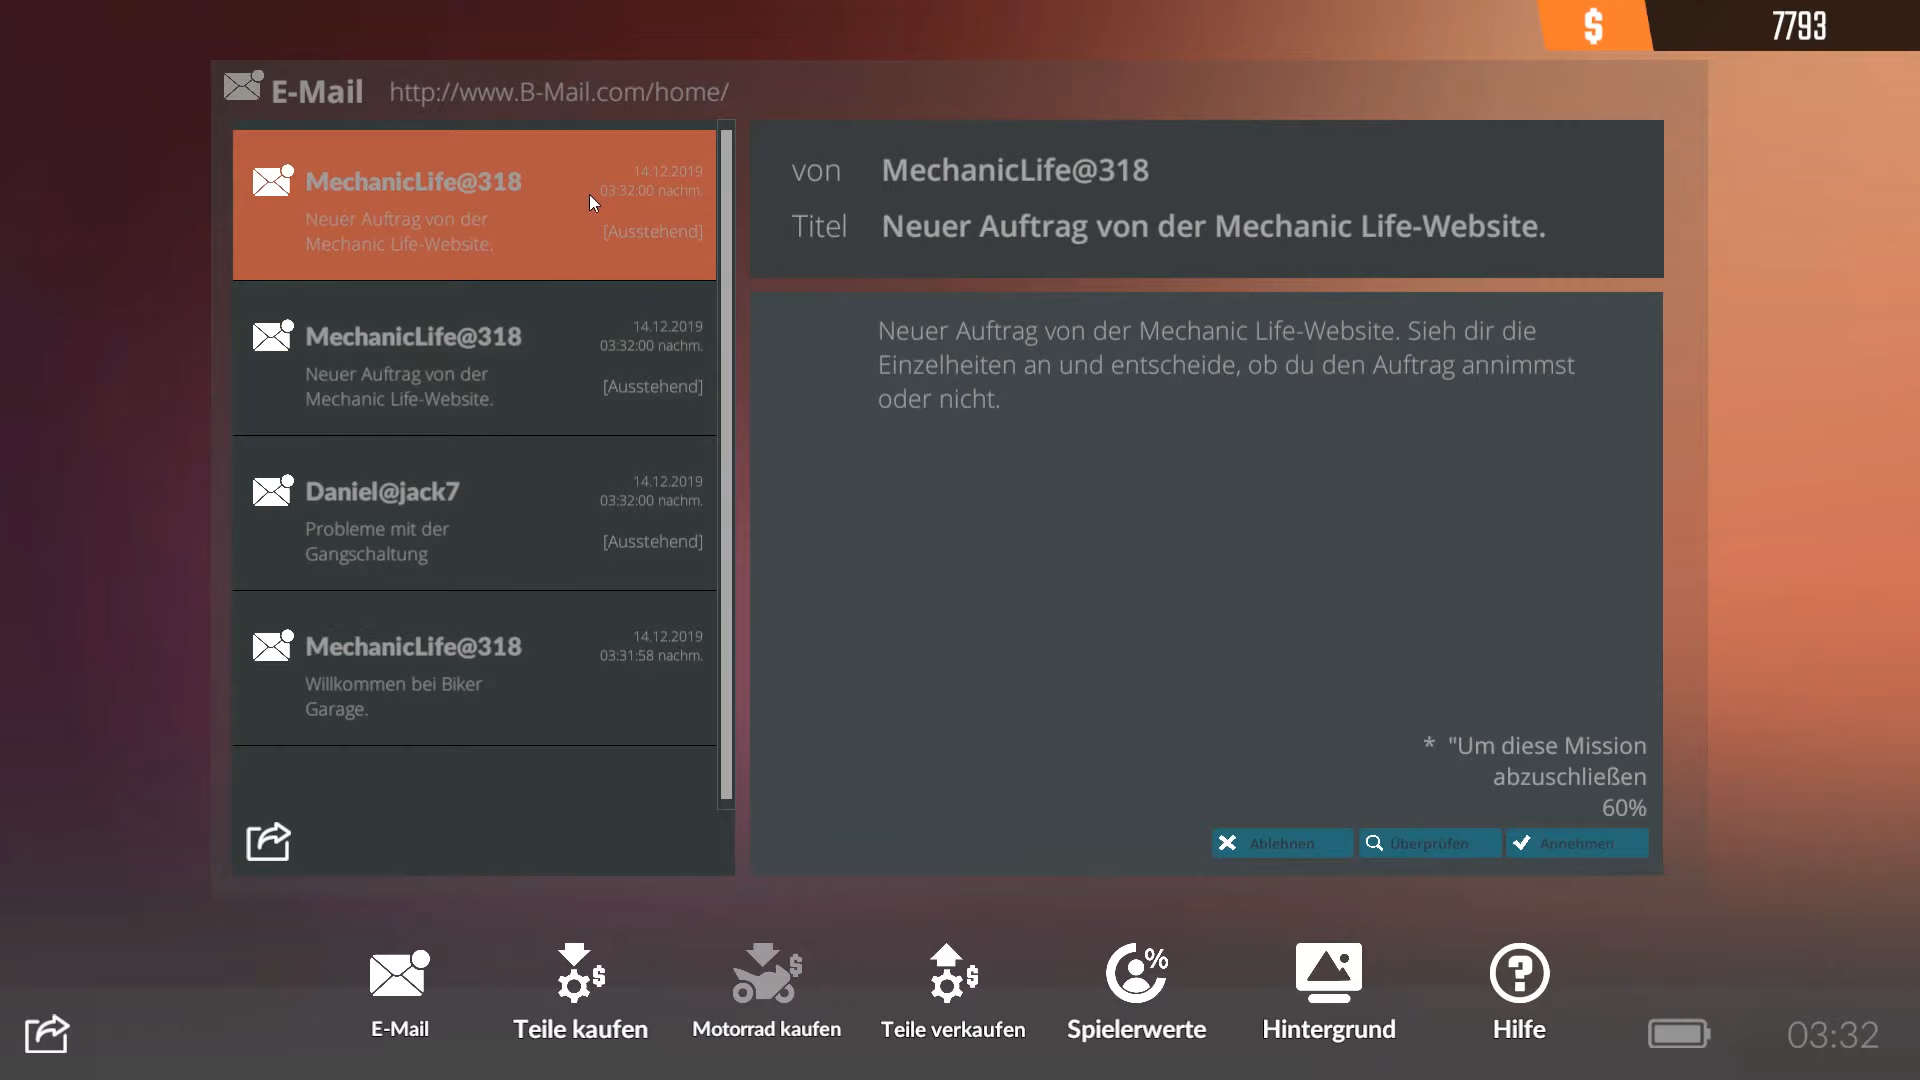 $ 7793
E-Mail http://www.B-Mail.com/home/
MechanicLife@318
14.12.2019
03:32:00 nachm.
Neuer Auftrag von der
Mechanic Life-Website.
[Ausstehend]
MechanicLife@318
14.12.2019
03:32:00 nachm.
Neuer Auftrag von der
Mechanic Life-Website.
[Ausstehend]
Daniel@jack7
14.12.2019
03:32:00 nachm.
Probleme mit der
Gangschaltung
[Ausstehend]
MechanicLife@318
14.12.2019
03:31:58 nachm.
Willkommen bei Biker
Garage.
von MechanicLife@318
Titel Neuer Auftrag von der Mechanic Life-Website.
Neuer Auftrag von der Mechanic Life-Website. Sieh dir die
Einzelheiten an und entscheide, ob du den Auftrag annimmst
oder nicht.
* "Um diese Mission
abzuschließen
60%
Ablehnen Überprüfen Annehmen
E-Mail Teile kaufen Motorrad kaufen Teile verkaufen Spielerwerte Hintergrund Hilfe
03:32